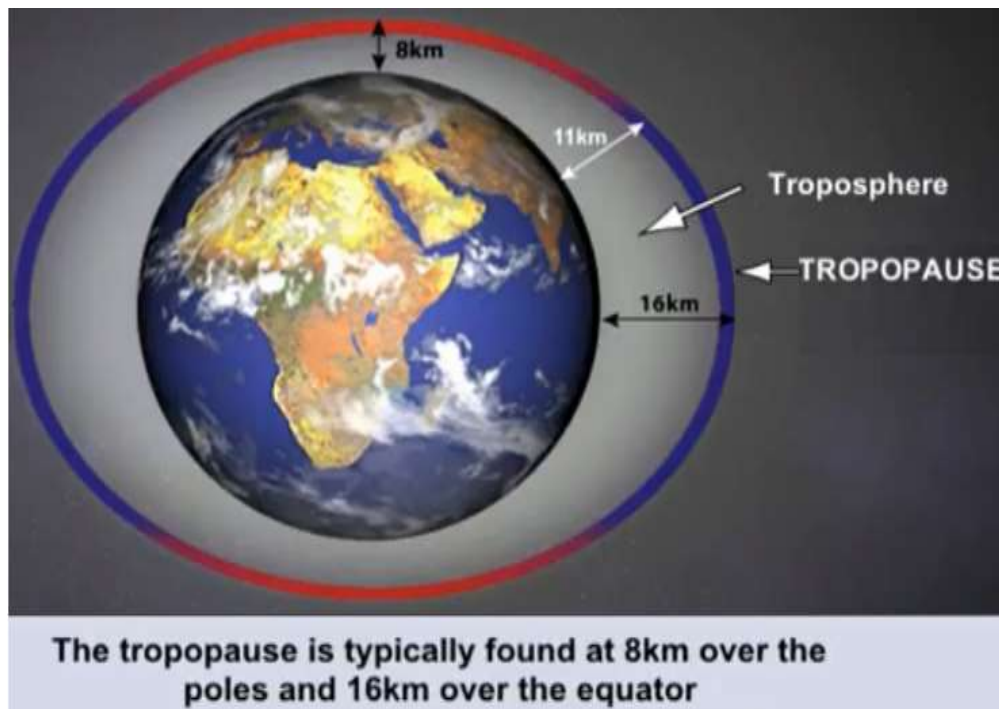 8km
11km
Troposphere
TROPOPAUSE
16km
The tropopause is typically found at 8km over the
poles and 16km over the equator